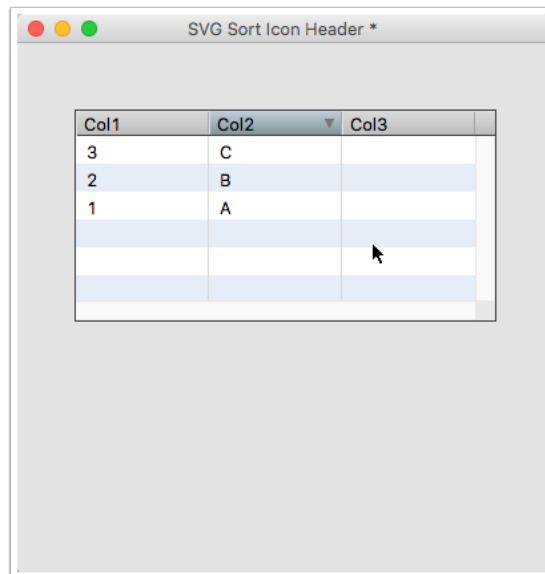 SVG Sort Icon Header *
Col1 Col2 Col3
3 C
2 B
1 A